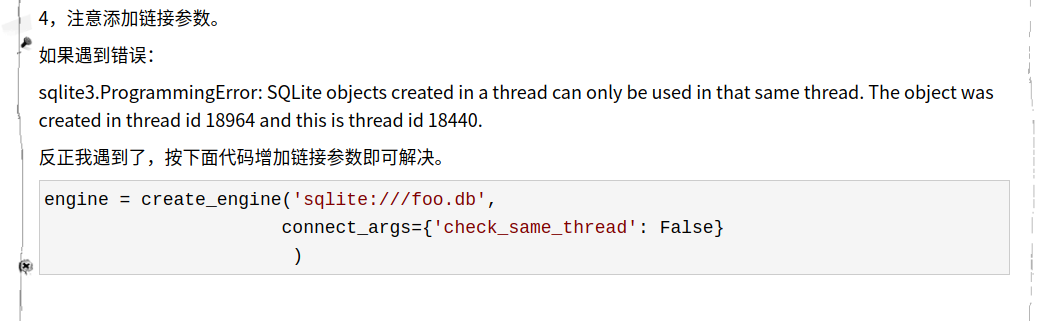 4，注意添加链接参数。
如果遇到错误：
sqlite3.ProgrammingError: SQLite objects created in a thread can only be used in that same thread. The object was
created in thread id 18964 and this is thread id 18440.
反正我遇到了，按下面代码增加链接参数即可解决。
engine = create_engine('sqlite:///foo.db',
connect_args={'check_same_thread': False}
)